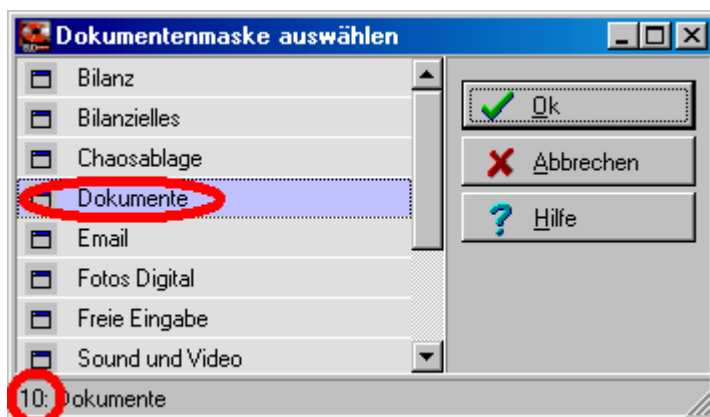 Dokumentenmaske auswählen
Bilanz
Bilanzielles
Chaosablage
Dokumente
Email
Fotos Digital
Freie Eingabe
Sound und Video
Ok
Abbrechen
Hilfe
10: Dokumente